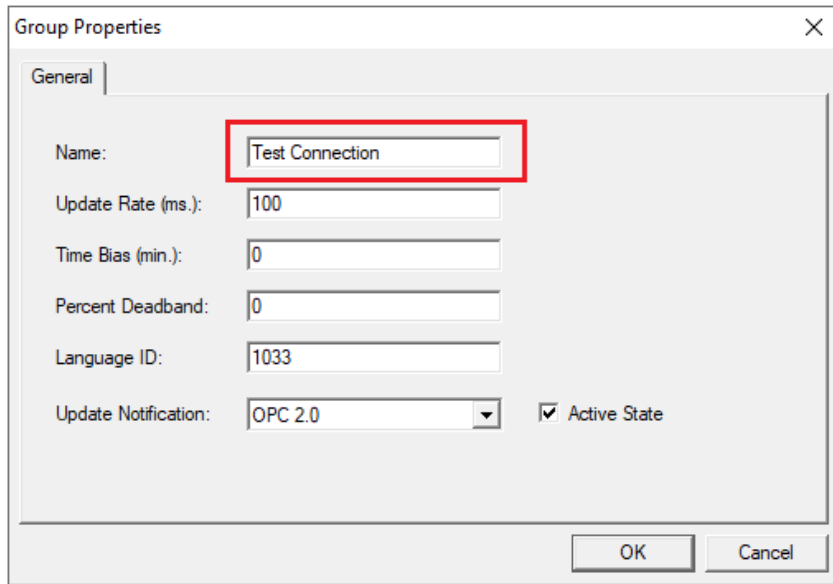 Group Properties
General
Name: Test Connection
Update Rate (ms.): 100
Time Bias (min.): 0
Percent Deadband: 0
Language ID: 1033
Update Notification: OPC 2.0 Active State
OK Cancel